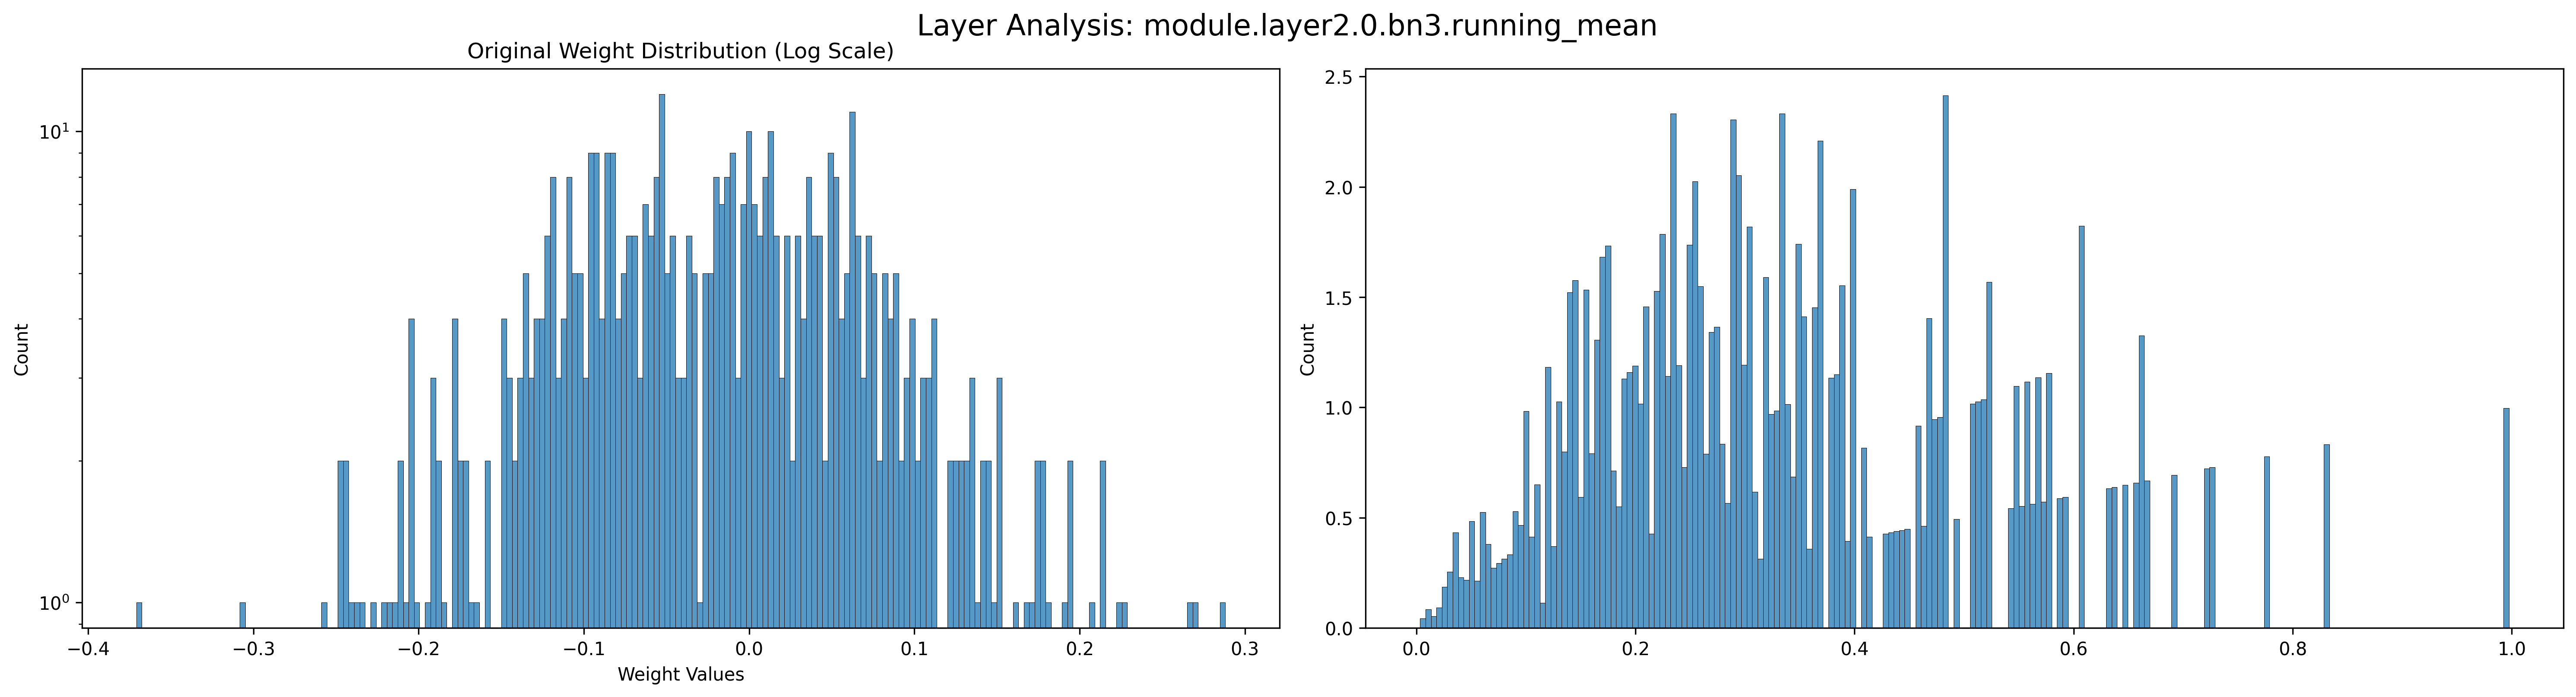 Layer Analysis: module.layer2.0.bn3.running_mean
Original Weight Distribution (Log Scale)
Count
10¹
10⁰
−0.4 −0.3 −0.2 −0.1 0.0 0.1 0.2 0.3
Weight Values
Count
2.5
2.0
1.5
1.0
0.5
0.0
0.0 0.2 0.4 0.6 0.8 1.0